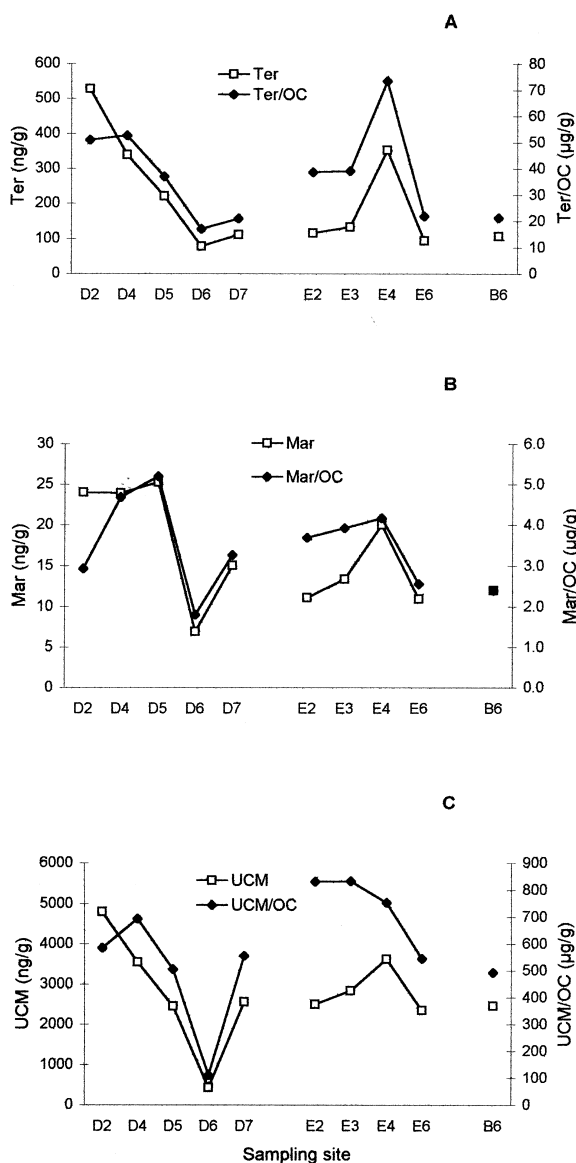 A
Ter
Ter/OC
Ter (ng/g)
600
500
400
300
200
100
0
Ter/OC (µg/g)
80
70
60
50
40
30
20
10
0
D2 D4 D5 D6 D7 E2 E3 E4 E6 B6
B
Mar
Mar/OC
Mar (ng/g)
30
25
20
15
10
5
0
Mar/OC (µg/g)
6.0
5.0
4.0
3.0
2.0
1.0
0.0
D2 D4 D5 D6 D7 E2 E3 E4 E6 B6
C
UCM
UCM/OC
UCM (ng/g)
6000
5000
4000
3000
2000
1000
0
UCM/OC (µg/g)
900
800
700
600
500
400
300
200
100
0
D2 D4 D5 D6 D7 E2 E3 E4 E6 B6
Sampling site